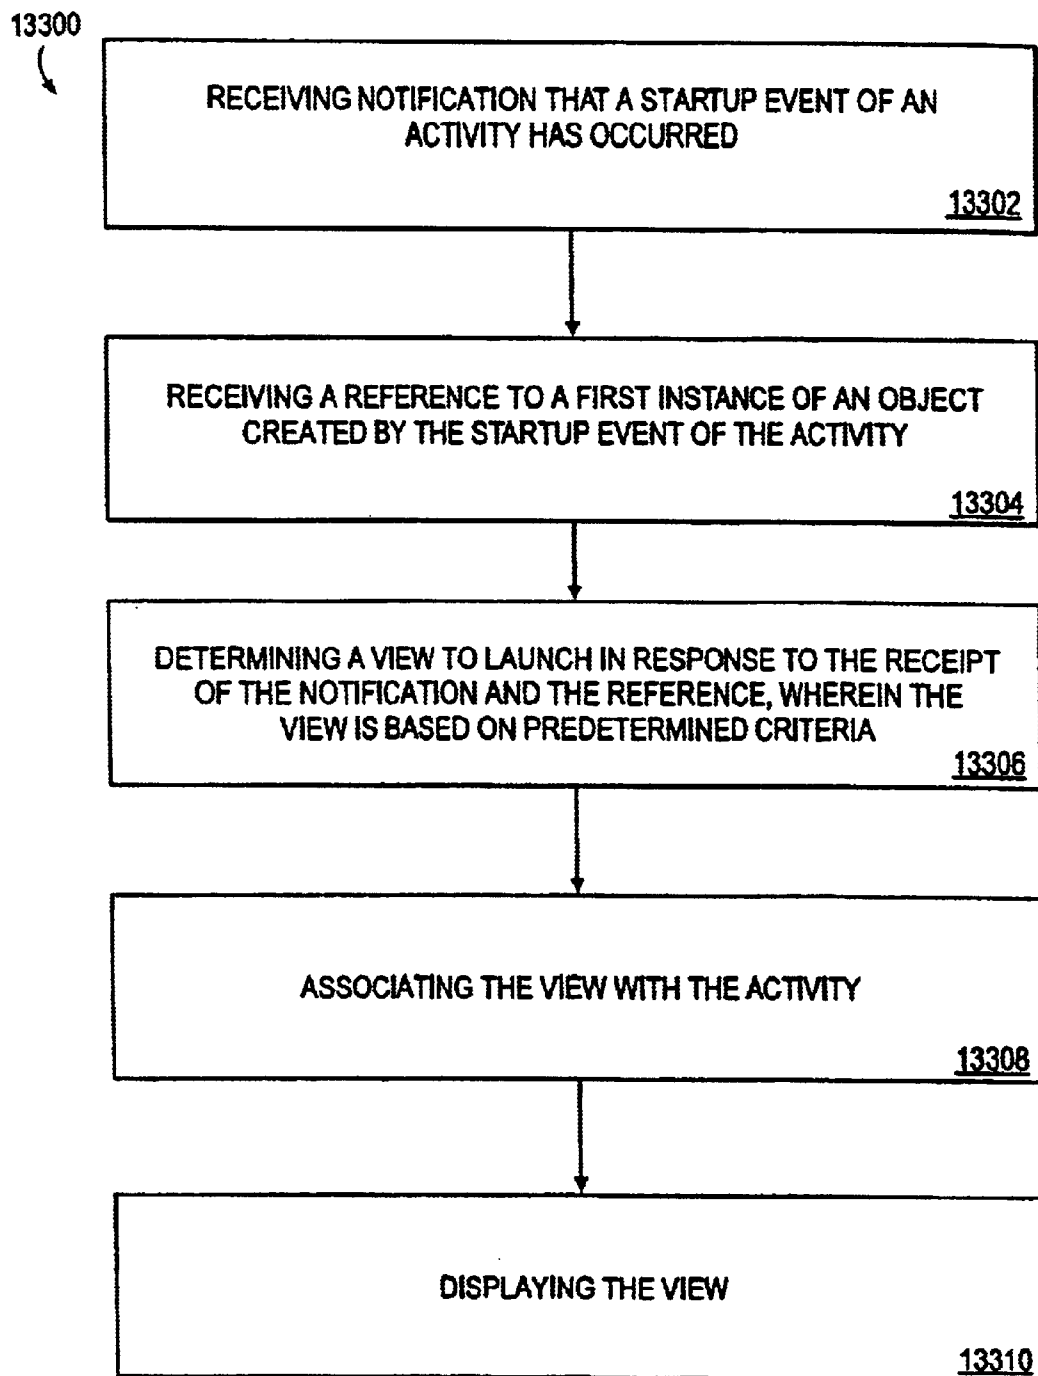 13300
RECEIVING NOTIFICATION THAT A STARTUP EVENT OF AN
ACTIVITY HAS OCCURRED
13302
RECEIVING A REFERENCE TO A FIRST INSTANCE OF AN OBJECT
CREATED BY THE STARTUP EVENT OF THE ACTIVITY
13304
DETERMINING A VIEW TO LAUNCH IN RESPONSE TO THE RECEIPT
OF THE NOTIFICATION AND THE REFERENCE, WHEREIN THE
VIEW IS BASED ON PREDETERMINED CRITERIA
13306
ASSOCIATING THE VIEW WITH THE ACTIVITY
13308
DISPLAYING THE VIEW
13310